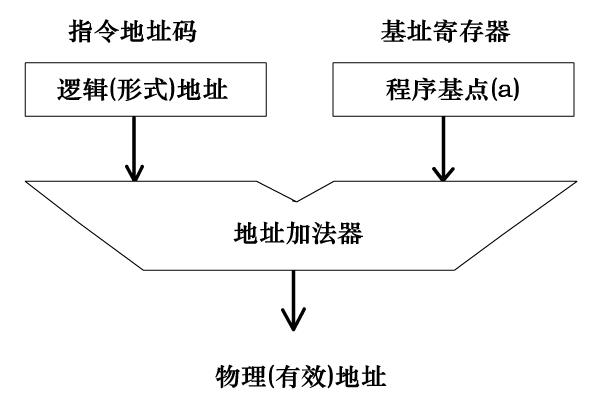 指令地址码
基址寄存器
逻辑(形式)地址
程序基点(a)
地址加法器
物理(有效)地址